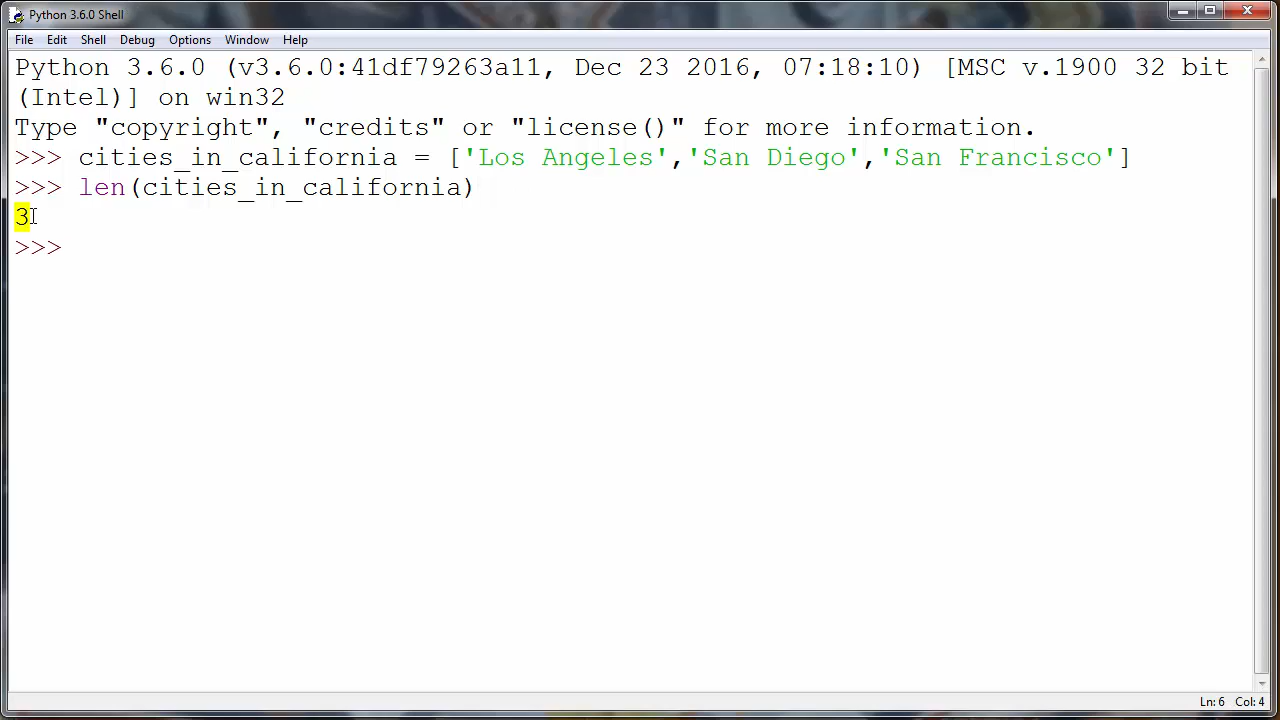 Python 3.6.0 Shell
File Edit Shell Debug Options Window Help
Python 3.6.0 (v3.6.0:41df79263a11, Dec 23 2016, 07:18:10) [MSC v.1900 32 bit
(Intel)] on win32
Type "copyright", "credits" or "license()" for more information.
>>> cities_in_california = ['Los Angeles','San Diego','San Francisco']
>>> len(cities_in_california)
3
>>>
Ln: 6 Col: 4